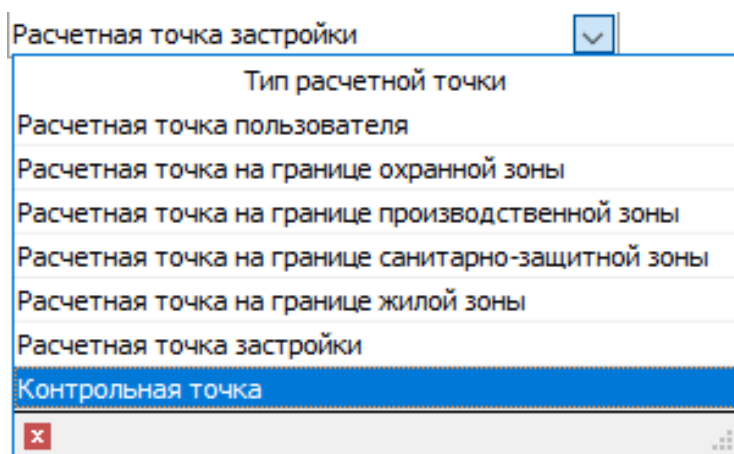 Расчетная точка застройки
Тип расчетной точки
Расчетная точка пользователя
Расчетная точка на границе охранной зоны
Расчетная точка на границе производственной зоны
Расчетная точка на границе санитарно-защитной зоны
Расчетная точка на границе жилой зоны
Расчетная точка застройки
Контрольная точка